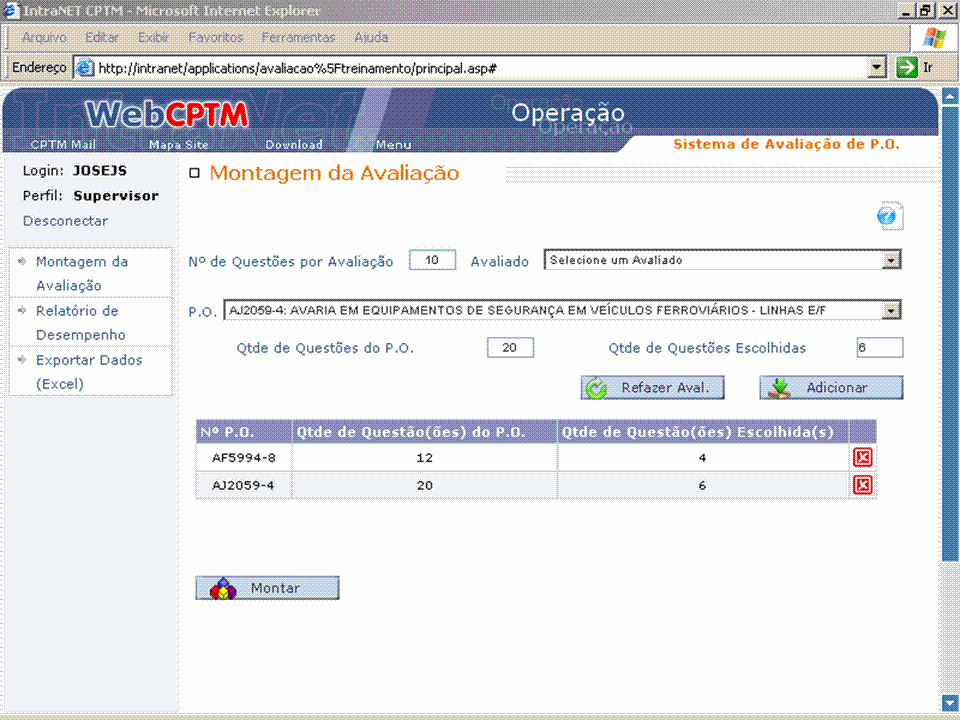 IntraNET CPTM - Microsoft Internet Explorer
Arquivo Editar Exibir Favoritos Ferramentas Ajuda
Endereço http://intranet/applications/avaliacao%5Ftreinamento/principal.asp# Ir
IntraNet
WebCPTM Operação
Operação
Operação
CPTM Mail Mapa Site Download Menu Sistema de Avaliação de P.O.
Login: JOSEJS
Perfil: Supervisor
Desconectar
Montagem da Avaliação
Relatório de Desempenho
Exportar Dados (Excel)
Montagem da Avaliação
Nº de Questões por Avaliação 10 Avaliado Selecione um Avaliado
P.O. AJ2059-4: AVARIA EM EQUIPAMENTOS DE SEGURANÇA EM VEÍCULOS FERROVIÁRIOS - LINHAS E/F
Qtde de Questões do P.O. 20 Qtde de Questões Escolhidas 6
Refazer Aval. Adicionar
Nº P.O. Qtde de Questão(ões) do P.O. Qtde de Questão(ões) Escolhida(s)
AF5994-8 12 4
AJ2059-4 20 6
Montar